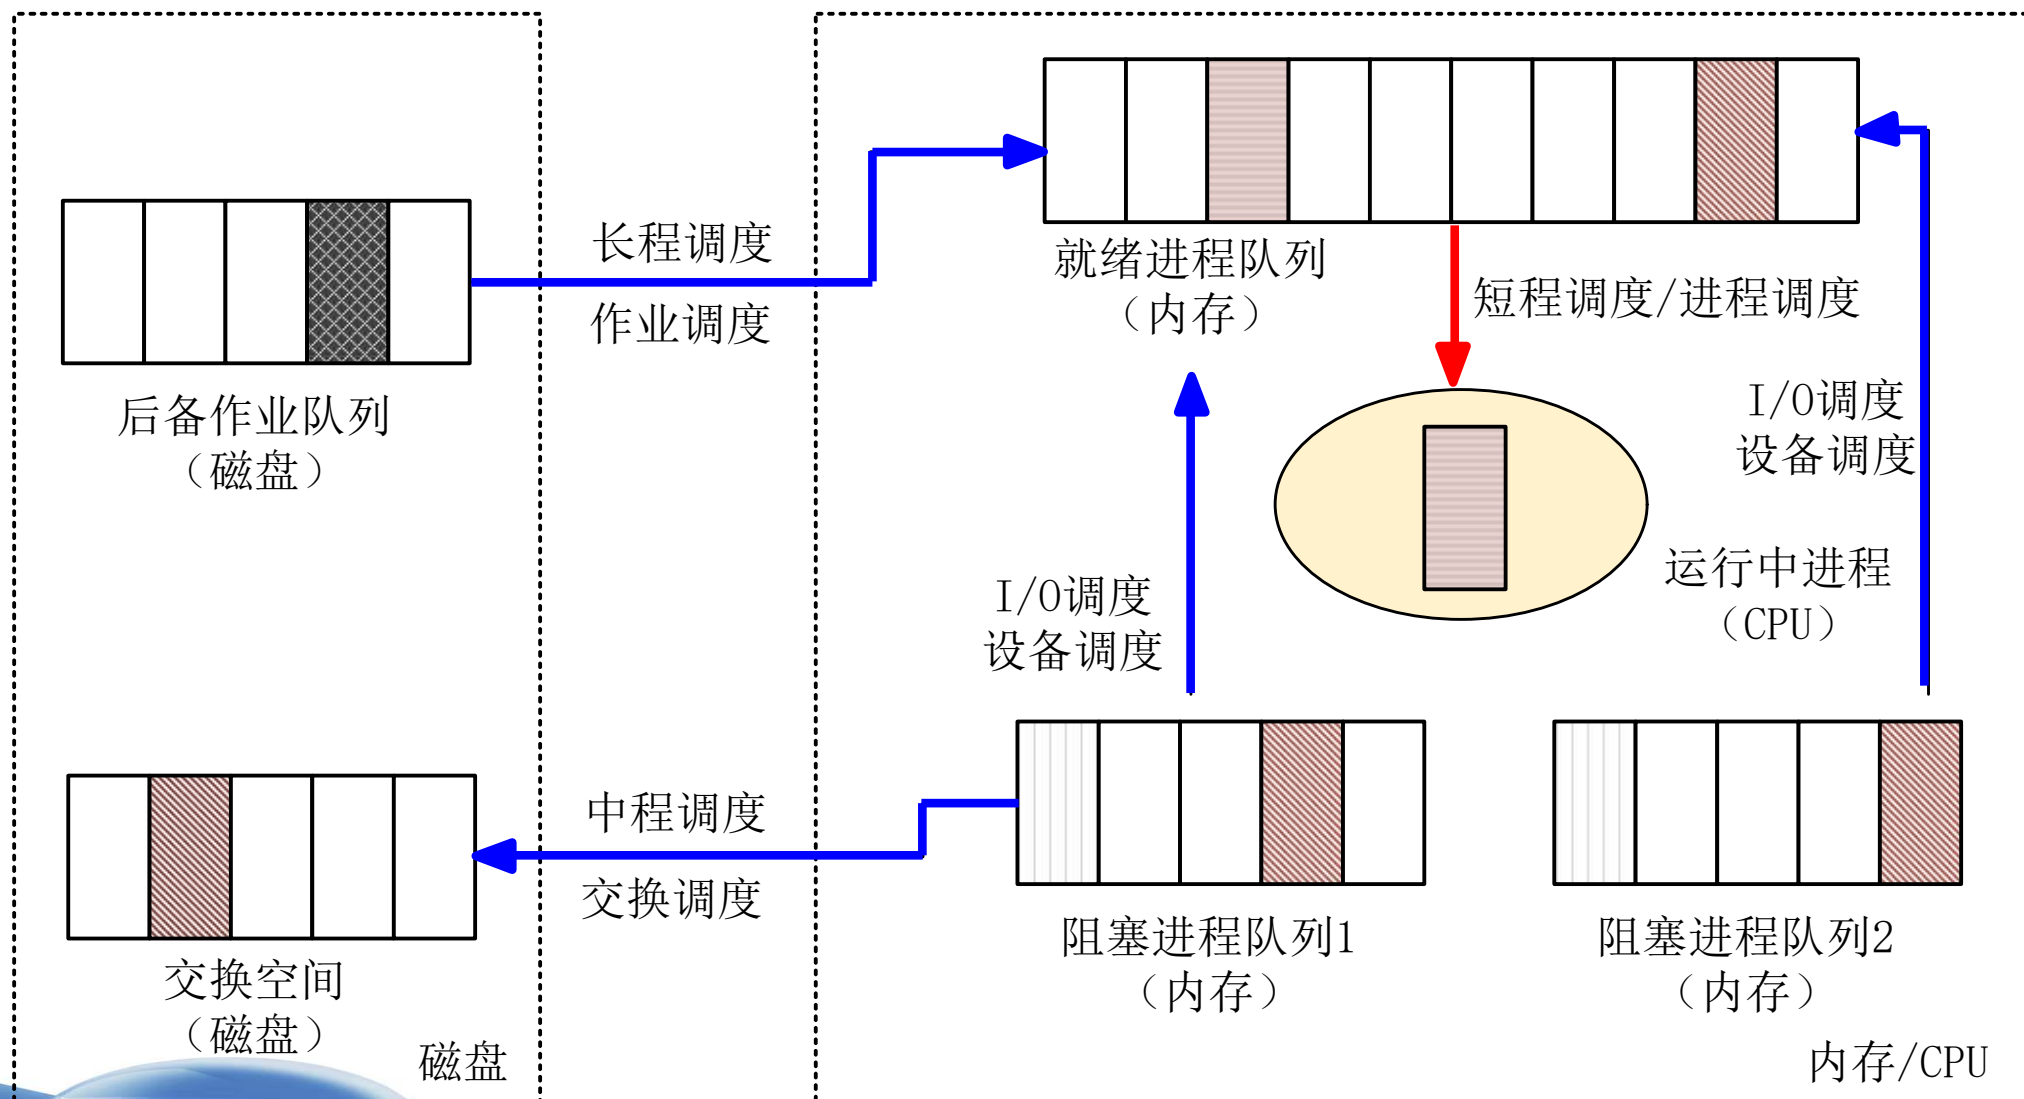 长程调度
作业调度
后备作业队列
（磁盘）
就绪进程队列
（内存）
短程调度/进程调度
I/O调度
设备调度
运行中进程
（CPU）
I/O调度
设备调度
中程调度
交换调度
交换空间
（磁盘）
磁盘
阻塞进程队列1
（内存）
阻塞进程队列2
（内存）
内存/CPU